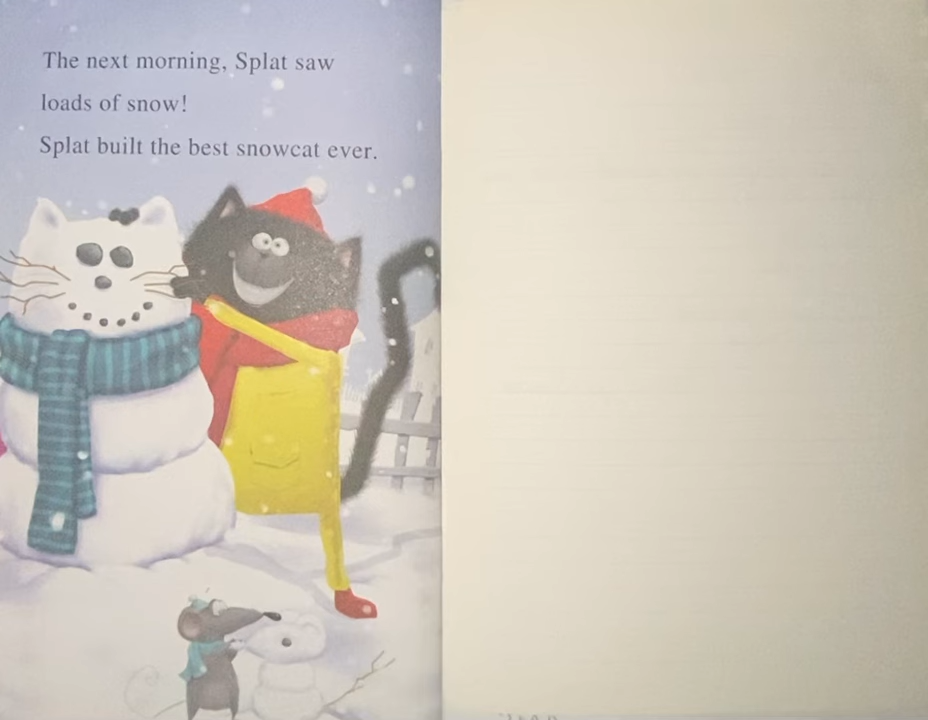 The next morning, Splat saw
loads of snow!
Splat built the best snowcat ever.